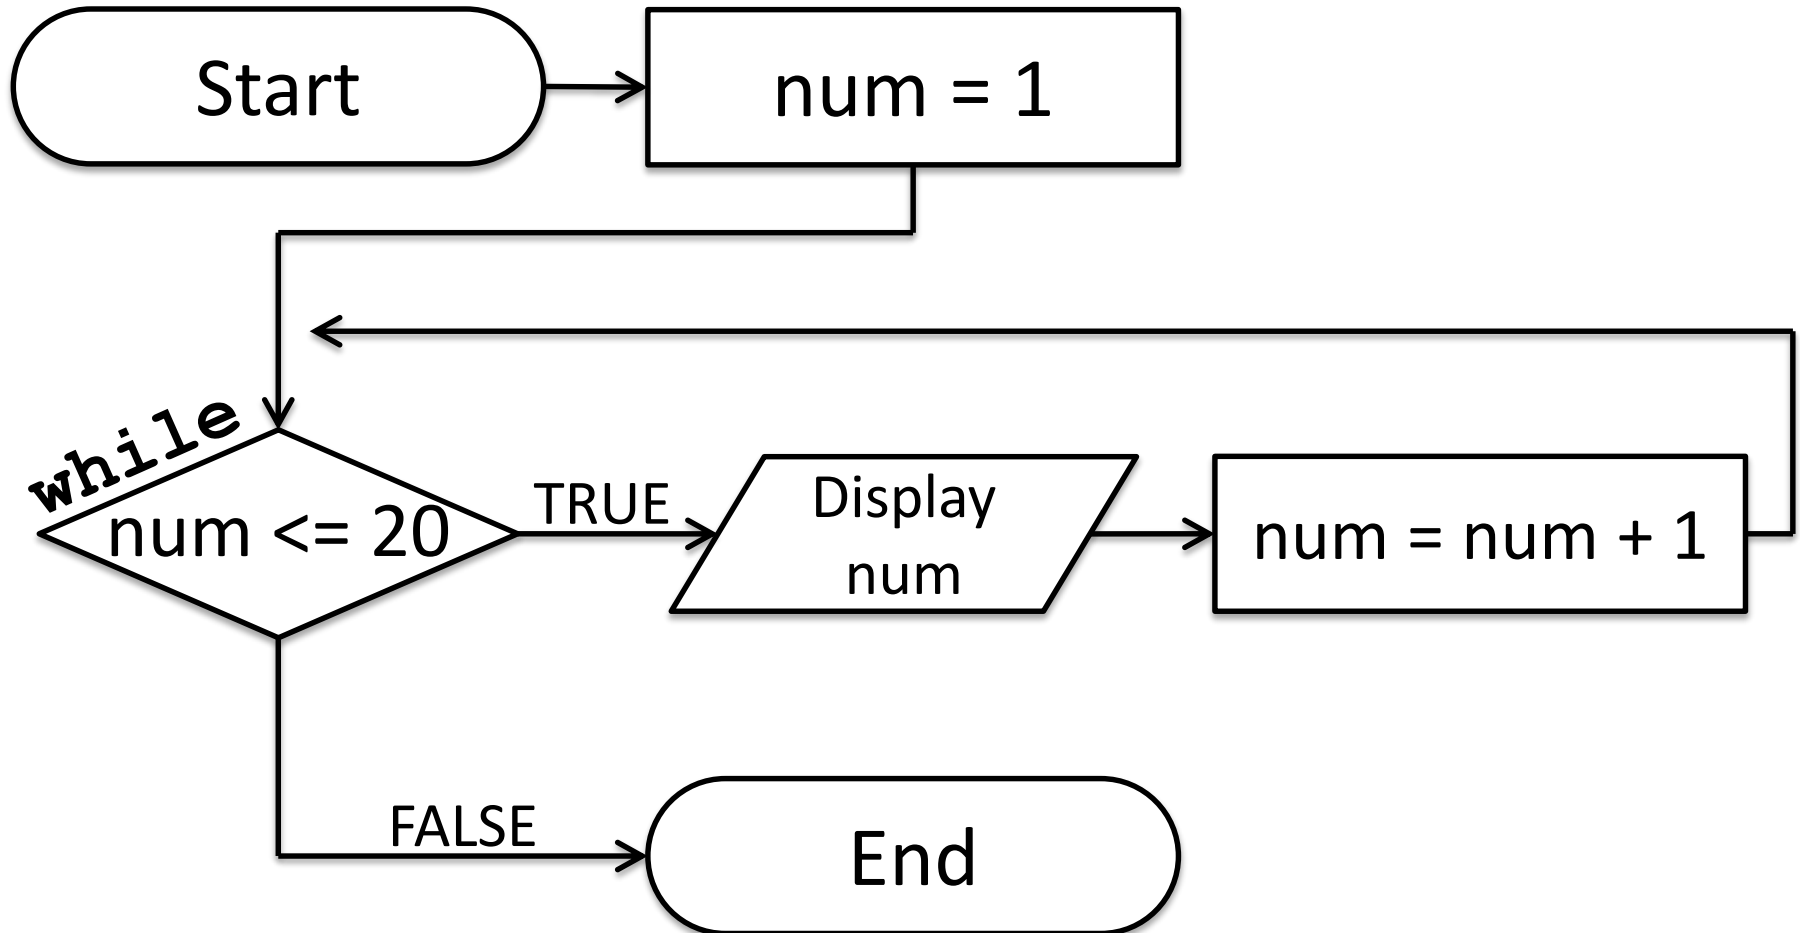 Start
num = 1
while
num <= 20
TRUE
Display
num
num = num + 1
FALSE
End